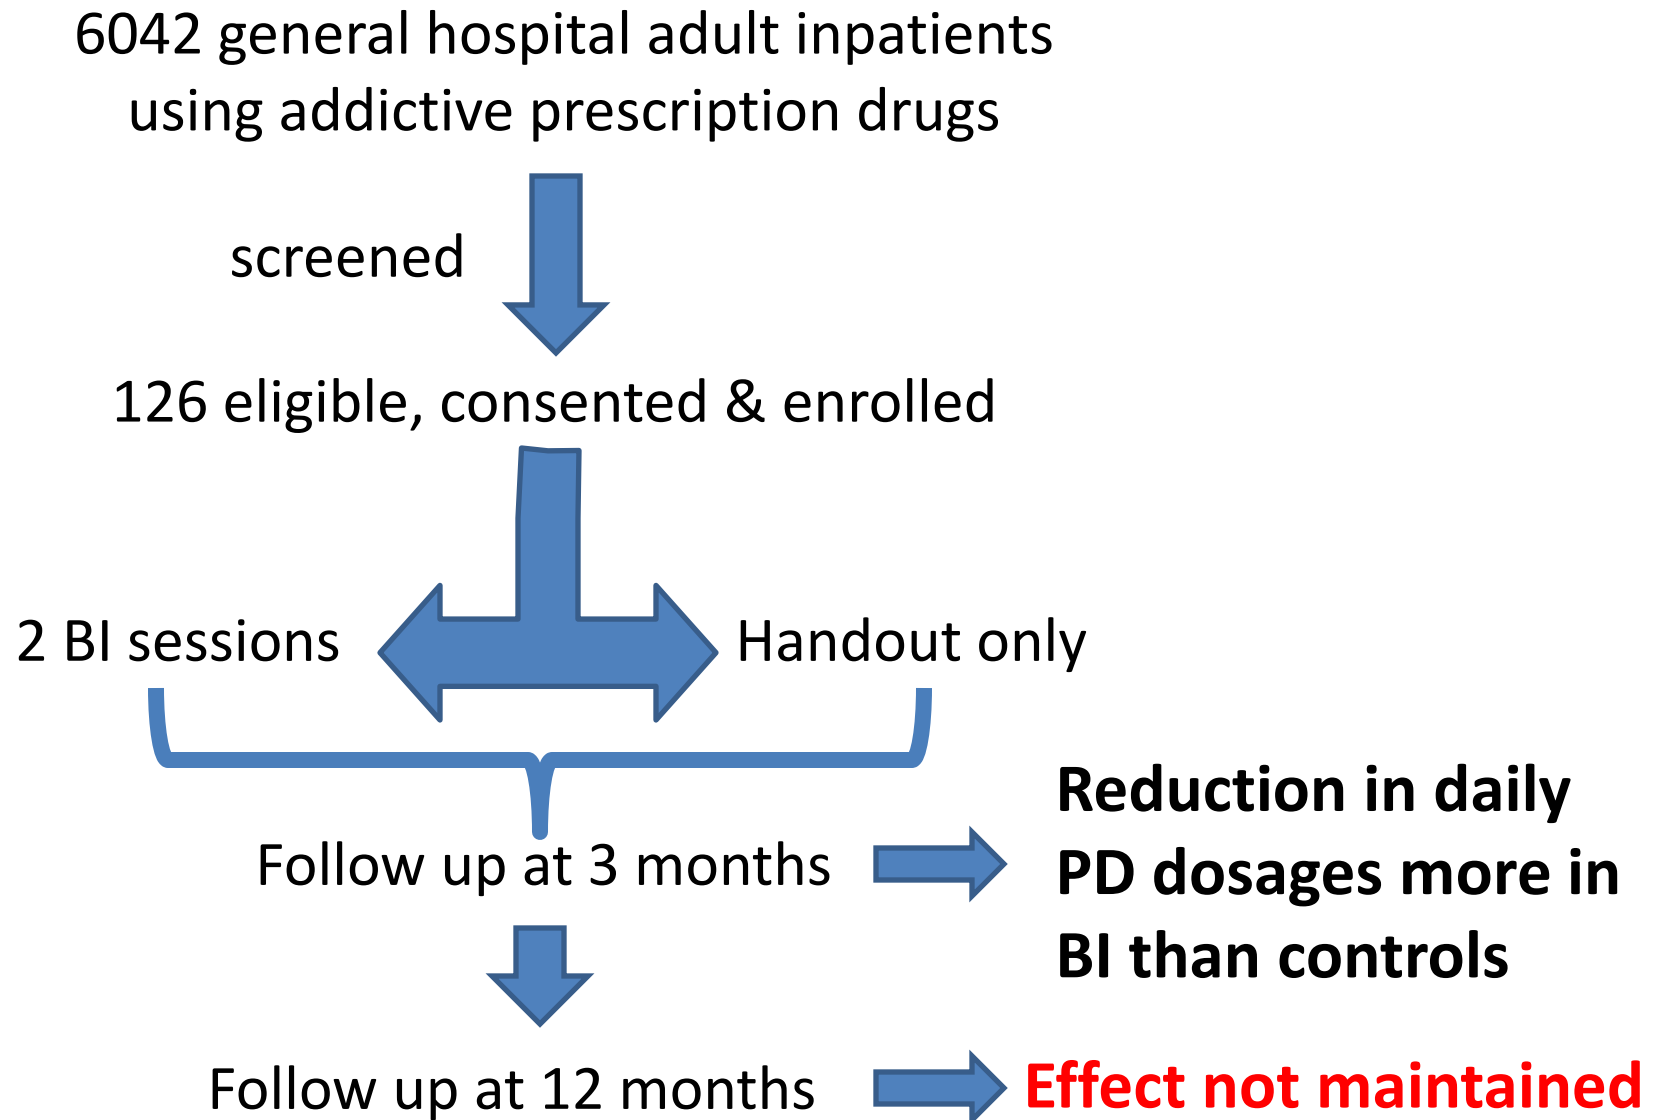 6042 general hospital adult inpatients
using addictive prescription drugs
screened
126 eligible, consented & enrolled
2 BI sessions
Handout only
Follow up at 3 months
Reduction in daily
PD dosages more in
BI than controls
Follow up at 12 months
Effect not maintained